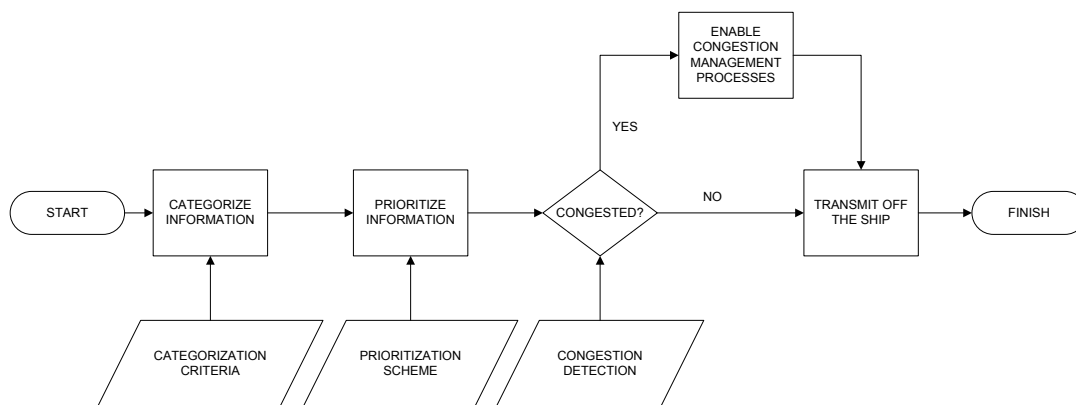 ENABLE
CONGESTION
MANAGEMENT
PROCESSES
YES
START
CATEGORIZE
INFORMATION
PRIORITIZE
INFORMATION
CONGESTED?
NO
TRANSMIT OFF
THE SHIP
FINISH
CATEGORIZATION
CRITERIA
PRIORITIZATION
SCHEME
CONGESTION
DETECTION